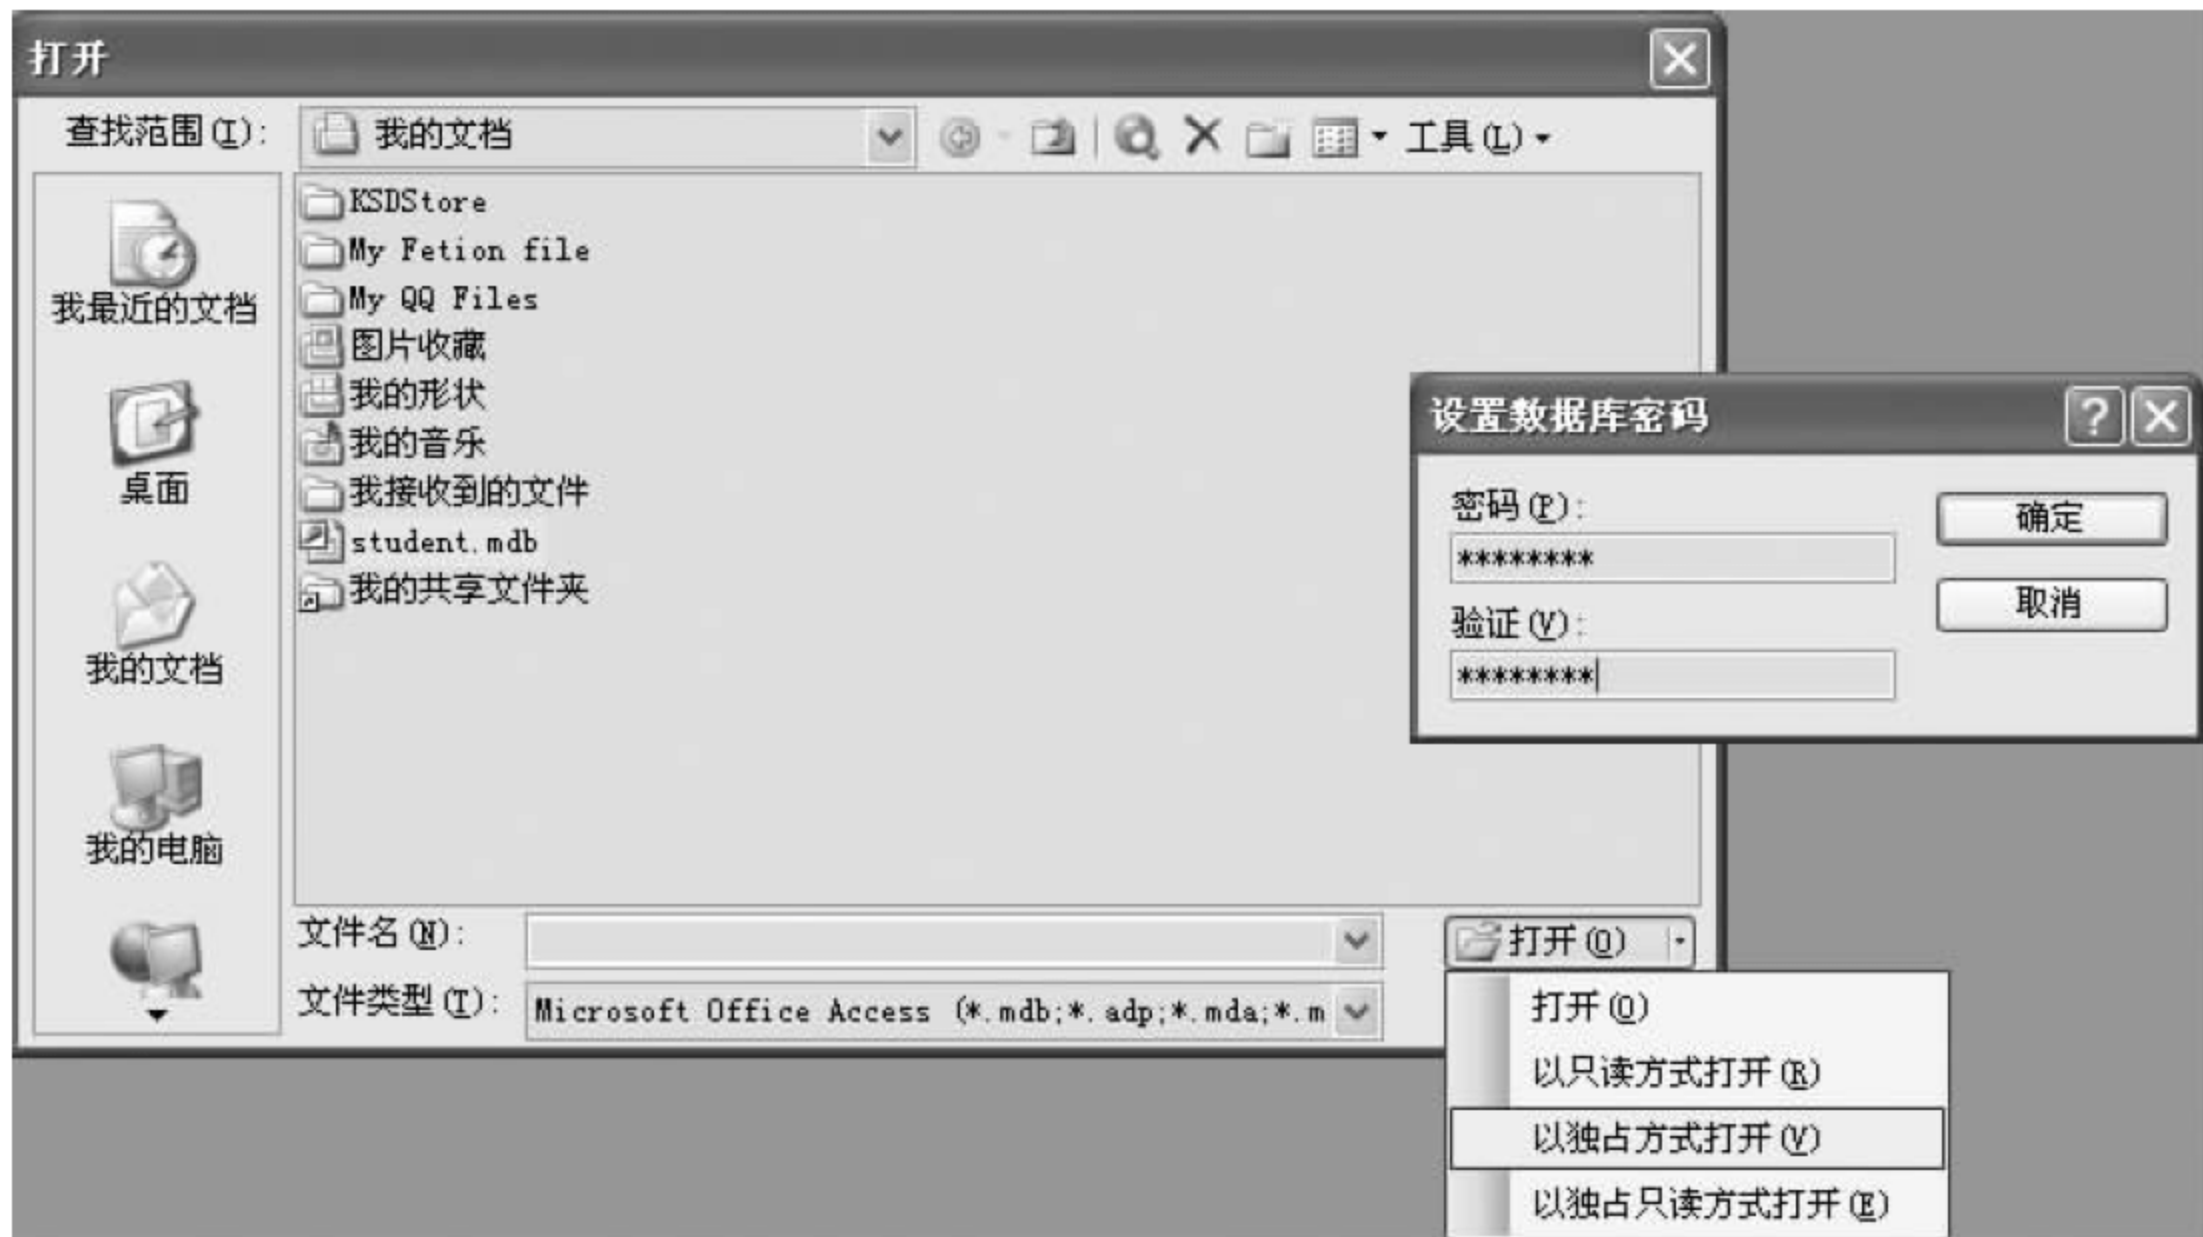 打开
查找范围(I): 我的文档 工具(L)
KSDStore
My Fetion file
My QQ Files
图片收藏
我的形状
我的音乐
我接收到的文件
student.mdb
我的共享文件夹
我最近的文档
桌面
我的文档
我的电脑
文件名(N): 打开(O)
文件类型(T): Microsoft Office Access (*.mdb;*.adp;*.mda;*.m
设置数据库密码
密码(P):
********
确定
验证(V):
********
取消
打开(O)
以只读方式打开(R)
以独占方式打开(V)
以独占只读方式打开(E)